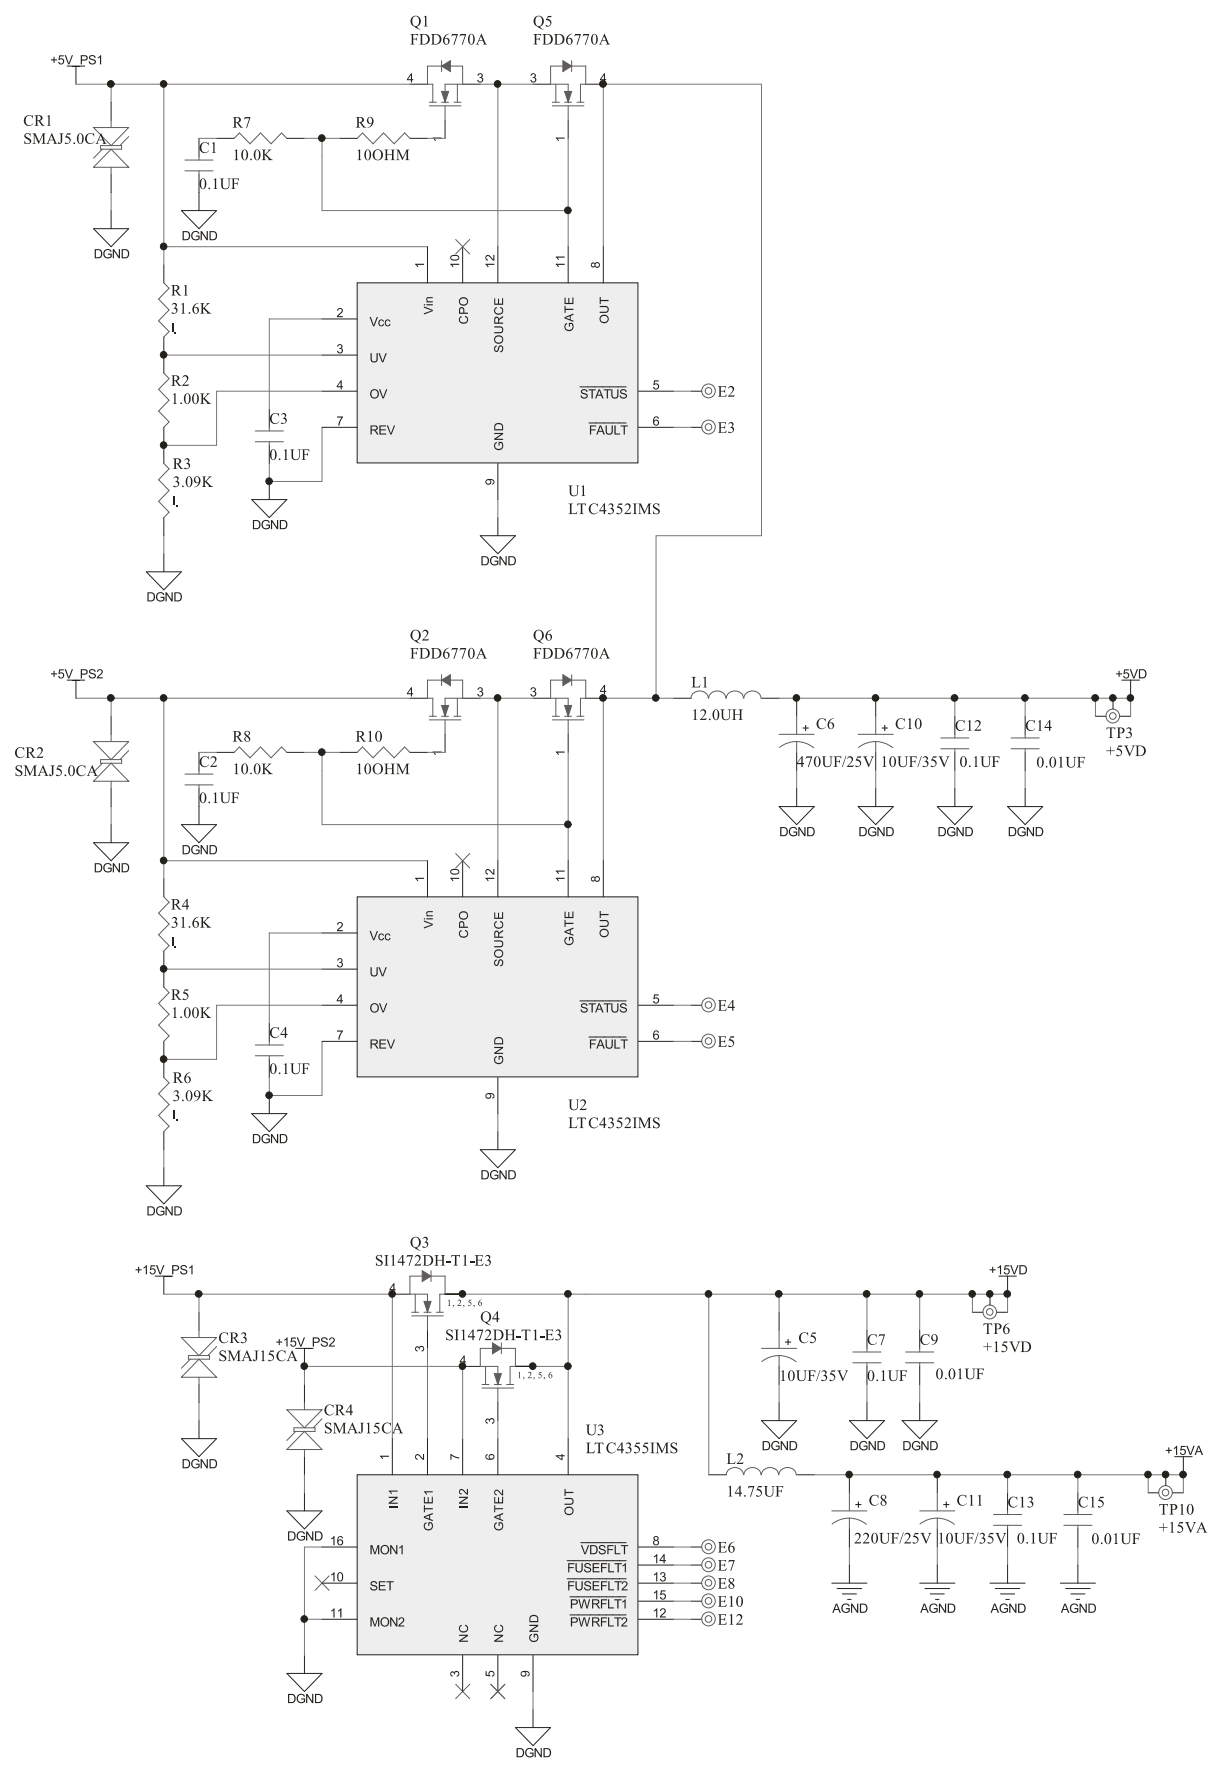 Q1
FDD6770A
Q5
FDD6770A
+5V_PS1
4
3
3
4
CR1
SMAJ5.0CA
R7
10.0K
R9
10OHM
1
1
C1
0.1UF
DGND
DGND
1
10
12
11
8
R1
31.6K
Vin
CPO
SOURCE
GATE
OUT
2
Vcc
3
UV
R2
1.00K
4
OV
STATUS
5
E2
C3
0.1UF
7
REV
GND
FAULT
6
E3
R3
3.09K
9
U1
LTC4352IMS
DGND
DGND
DGND
Q2
FDD6770A
Q6
FDD6770A
+5V_PS2
4
3
3
4
L1
12.0UH
+5VD
CR2
SMAJ5.0CA
R8
10.0K
R10
10OHM
1
1
C2
0.1UF
+ C6
470UF/25V
+ C10
10UF/35V
C12
0.1UF
C14
0.01UF
TP3
+5VD
DGND
DGND
DGND
DGND
DGND
DGND
1
10
12
11
8
R4
31.6K
Vin
CPO
SOURCE
GATE
OUT
2
Vcc
3
UV
R5
1.00K
4
OV
STATUS
5
E4
C4
0.1UF
7
REV
GND
FAULT
6
E5
R6
3.09K
9
U2
LTC4352IMS
DGND
DGND
DGND
Q3
SI1472DH-T1-E3
+15V_PS1
4
1, 2, 5, 6
+15VD
3
Q4
SI1472DH-T1-E3
+15V_PS2
4
1, 2, 5, 6
CR3
SMAJ15CA
+ C5
10UF/35V
C7
0.1UF
C9
0.01UF
TP6
+15VD
CR4
SMAJ15CA
3
U3
LTC4355IMS
DGND
DGND
DGND
DGND
1
2
7
6
4
L2
14.75UF
+15VA
DGND
IN1
GATE1
IN2
GATE2
OUT
+ C8
220UF/25V
+ C11
10UF/35V
C13
0.1UF
C15
0.01UF
TP10
+15VA
16
MON1
VDSFLT
8
E6
FUSEFLT1
14
E7
10
SET
FUSEFLT2
13
E8
PWRFLT1
15
E10
11
MON2
PWRFLT2
12
E12
NC
NC
GND
AGND
AGND
AGND
AGND
3
5
9
DGND
DGND